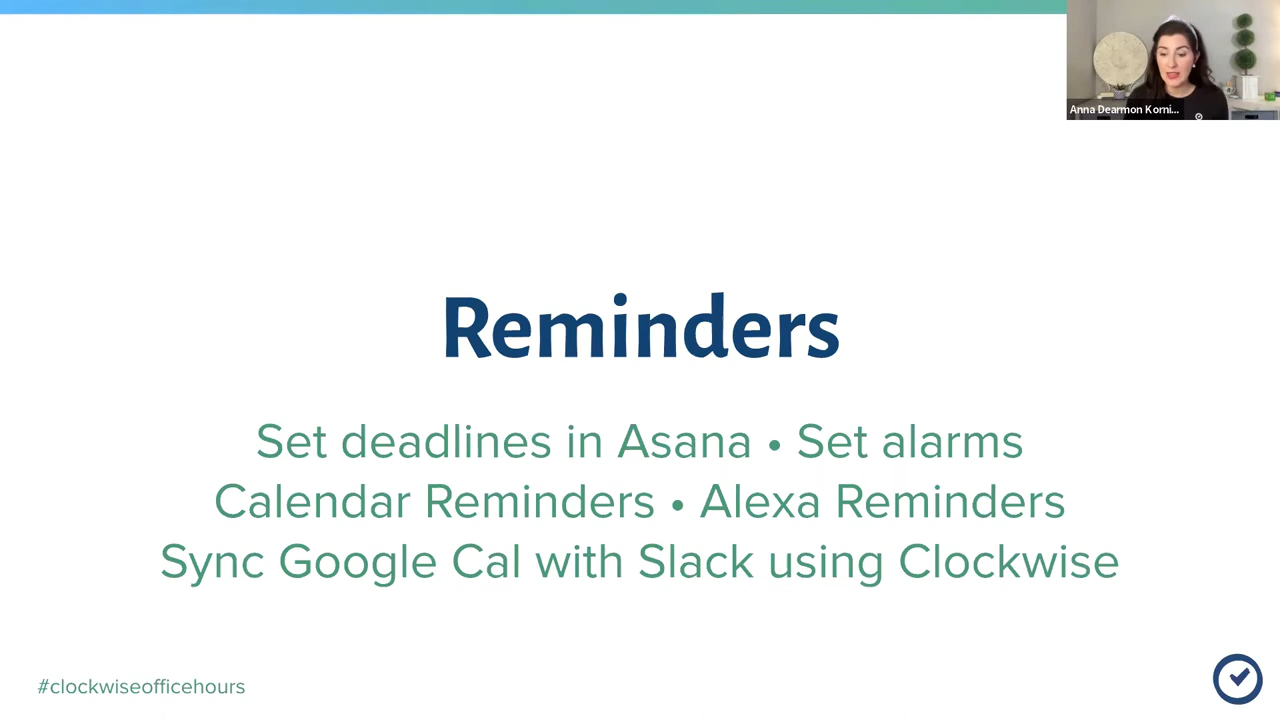 Anna Dearmon Korni...
Reminders
Set deadlines in Asana • Set alarms
Calendar Reminders • Alexa Reminders
Sync Google Cal with Slack using Clockwise
#clockwiseofficehours